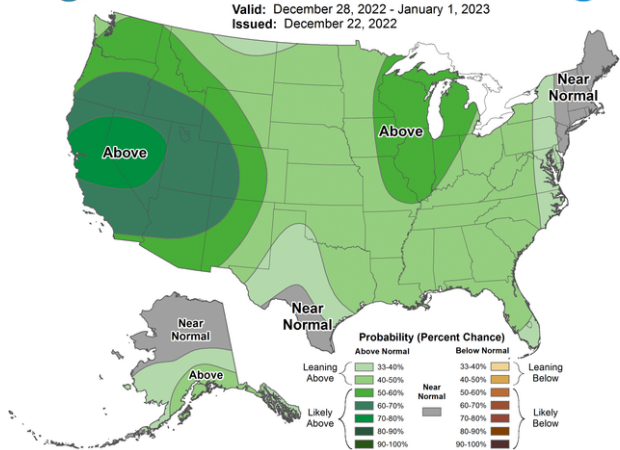 Valid: December 28, 2022 - January 1, 2023
Issued: December 22, 2022
Near
Normal
Above
Above
Near
Normal
Near
Normal
Above
Probability (Percent Chance)
Above Normal
Below Normal
Leaning
Above
33-40%
40-50%
Likely
Above
50-60%
60-70%
70-80%
80-90%
90-100%
Near
Normal
33-40%
40-50%
Leaning
Below
50-60%
60-70%
70-80%
80-90%
90-100%
Likely
Below